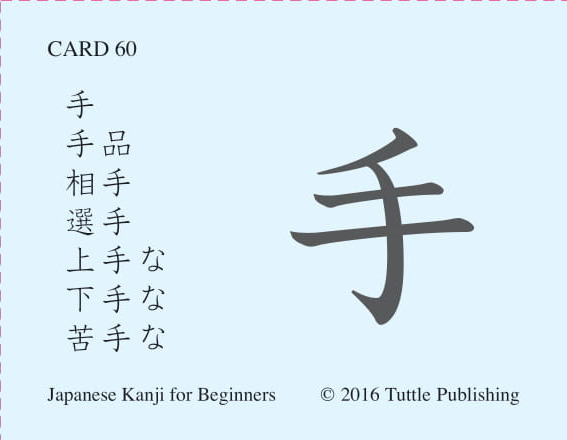 CARD 60
手
手品
相手
選手
上手な
下手な
苦手な
手
Japanese Kanji for Beginners © 2016 Tuttle Publishing